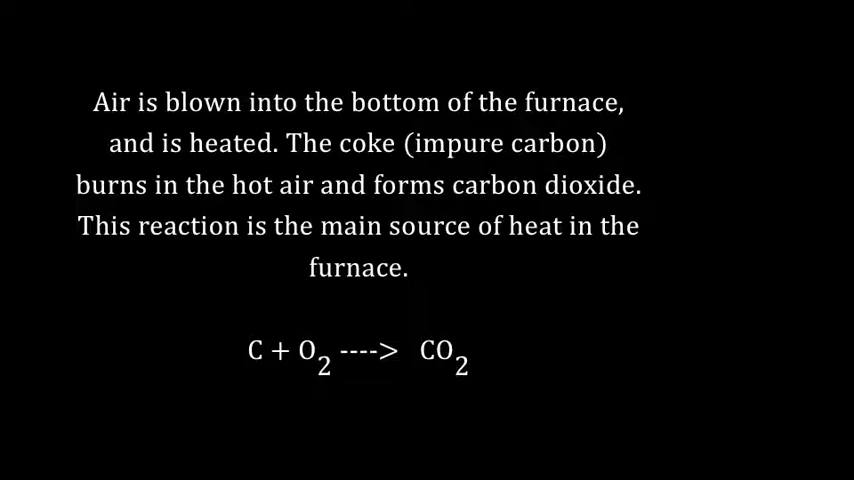 Air is blown into the bottom of the furnace,
and is heated. The coke (impure carbon)
burns in the hot air and forms carbon dioxide.
This reaction is the main source of heat in the
furnace.
C + O2 ----> CO2